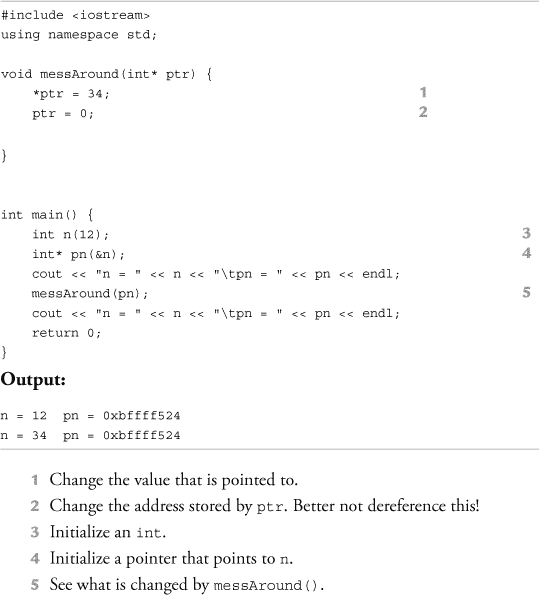 #include <iostream>
using namespace std;
void messAround(int* ptr) {
    *ptr = 34; 1
    ptr = 0; 2
}
int main() {
    int n(12); 3
    int* pn(&n); 4
    cout << "n = " << n << "\tpn = " << pn << endl;
    messAround(pn); 5
    cout << "n = " << n << "\tpn = " << pn << endl;
    return 0;
}
Output:
n = 12  pn = 0xbffff524
n = 34  pn = 0xbffff524
1 Change the value that is pointed to.
2 Change the address stored by ptr. Better not dereference this!
3 Initialize an int.
4 Initialize a pointer that points to n.
5 See what is changed by messAround().